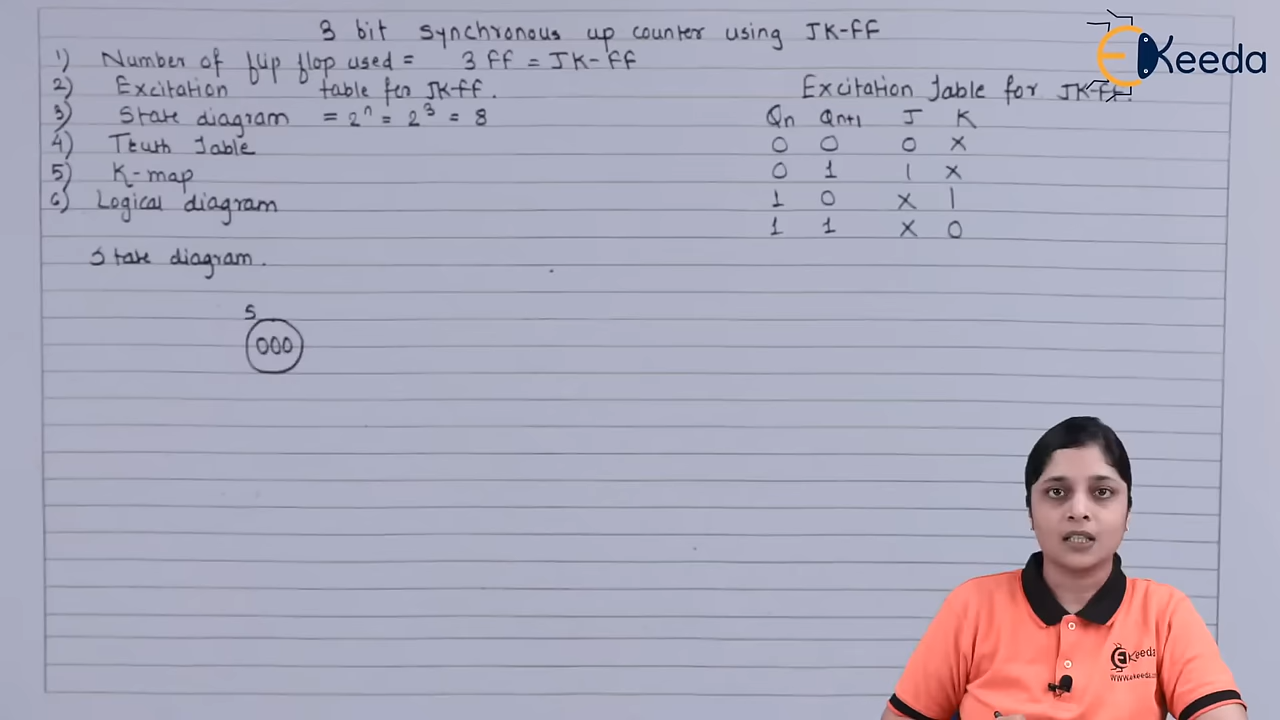 3 bit synchronous up counter using JK-FF
1) Number of flip flop used = 3 FF = JK-FF
2) Excitation table for JK-FF.
3) State diagram = 2^n = 2^3 = 8
4) Truth Table
5) K-map
6) Logical diagram
EKeeda
Excitation Table for JK-FF.
Qn Qn+1 J K
0 0 0 X
0 1 1 X
1 0 X 1
1 1 X 0
State diagram.
S
000
EKeeda